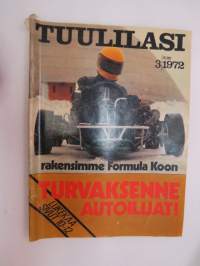 TUULILASI
3.1972
rakensimme Formula Koon
TURVAKSENNE
AUTOILIJAT!